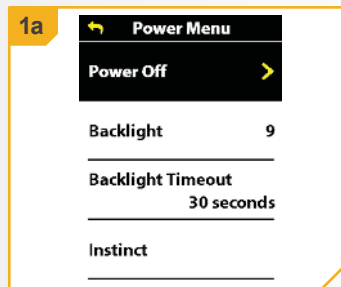 1a
Power Menu
Power Off
Backlight 9
Backlight Timeout
30 seconds
Instinct